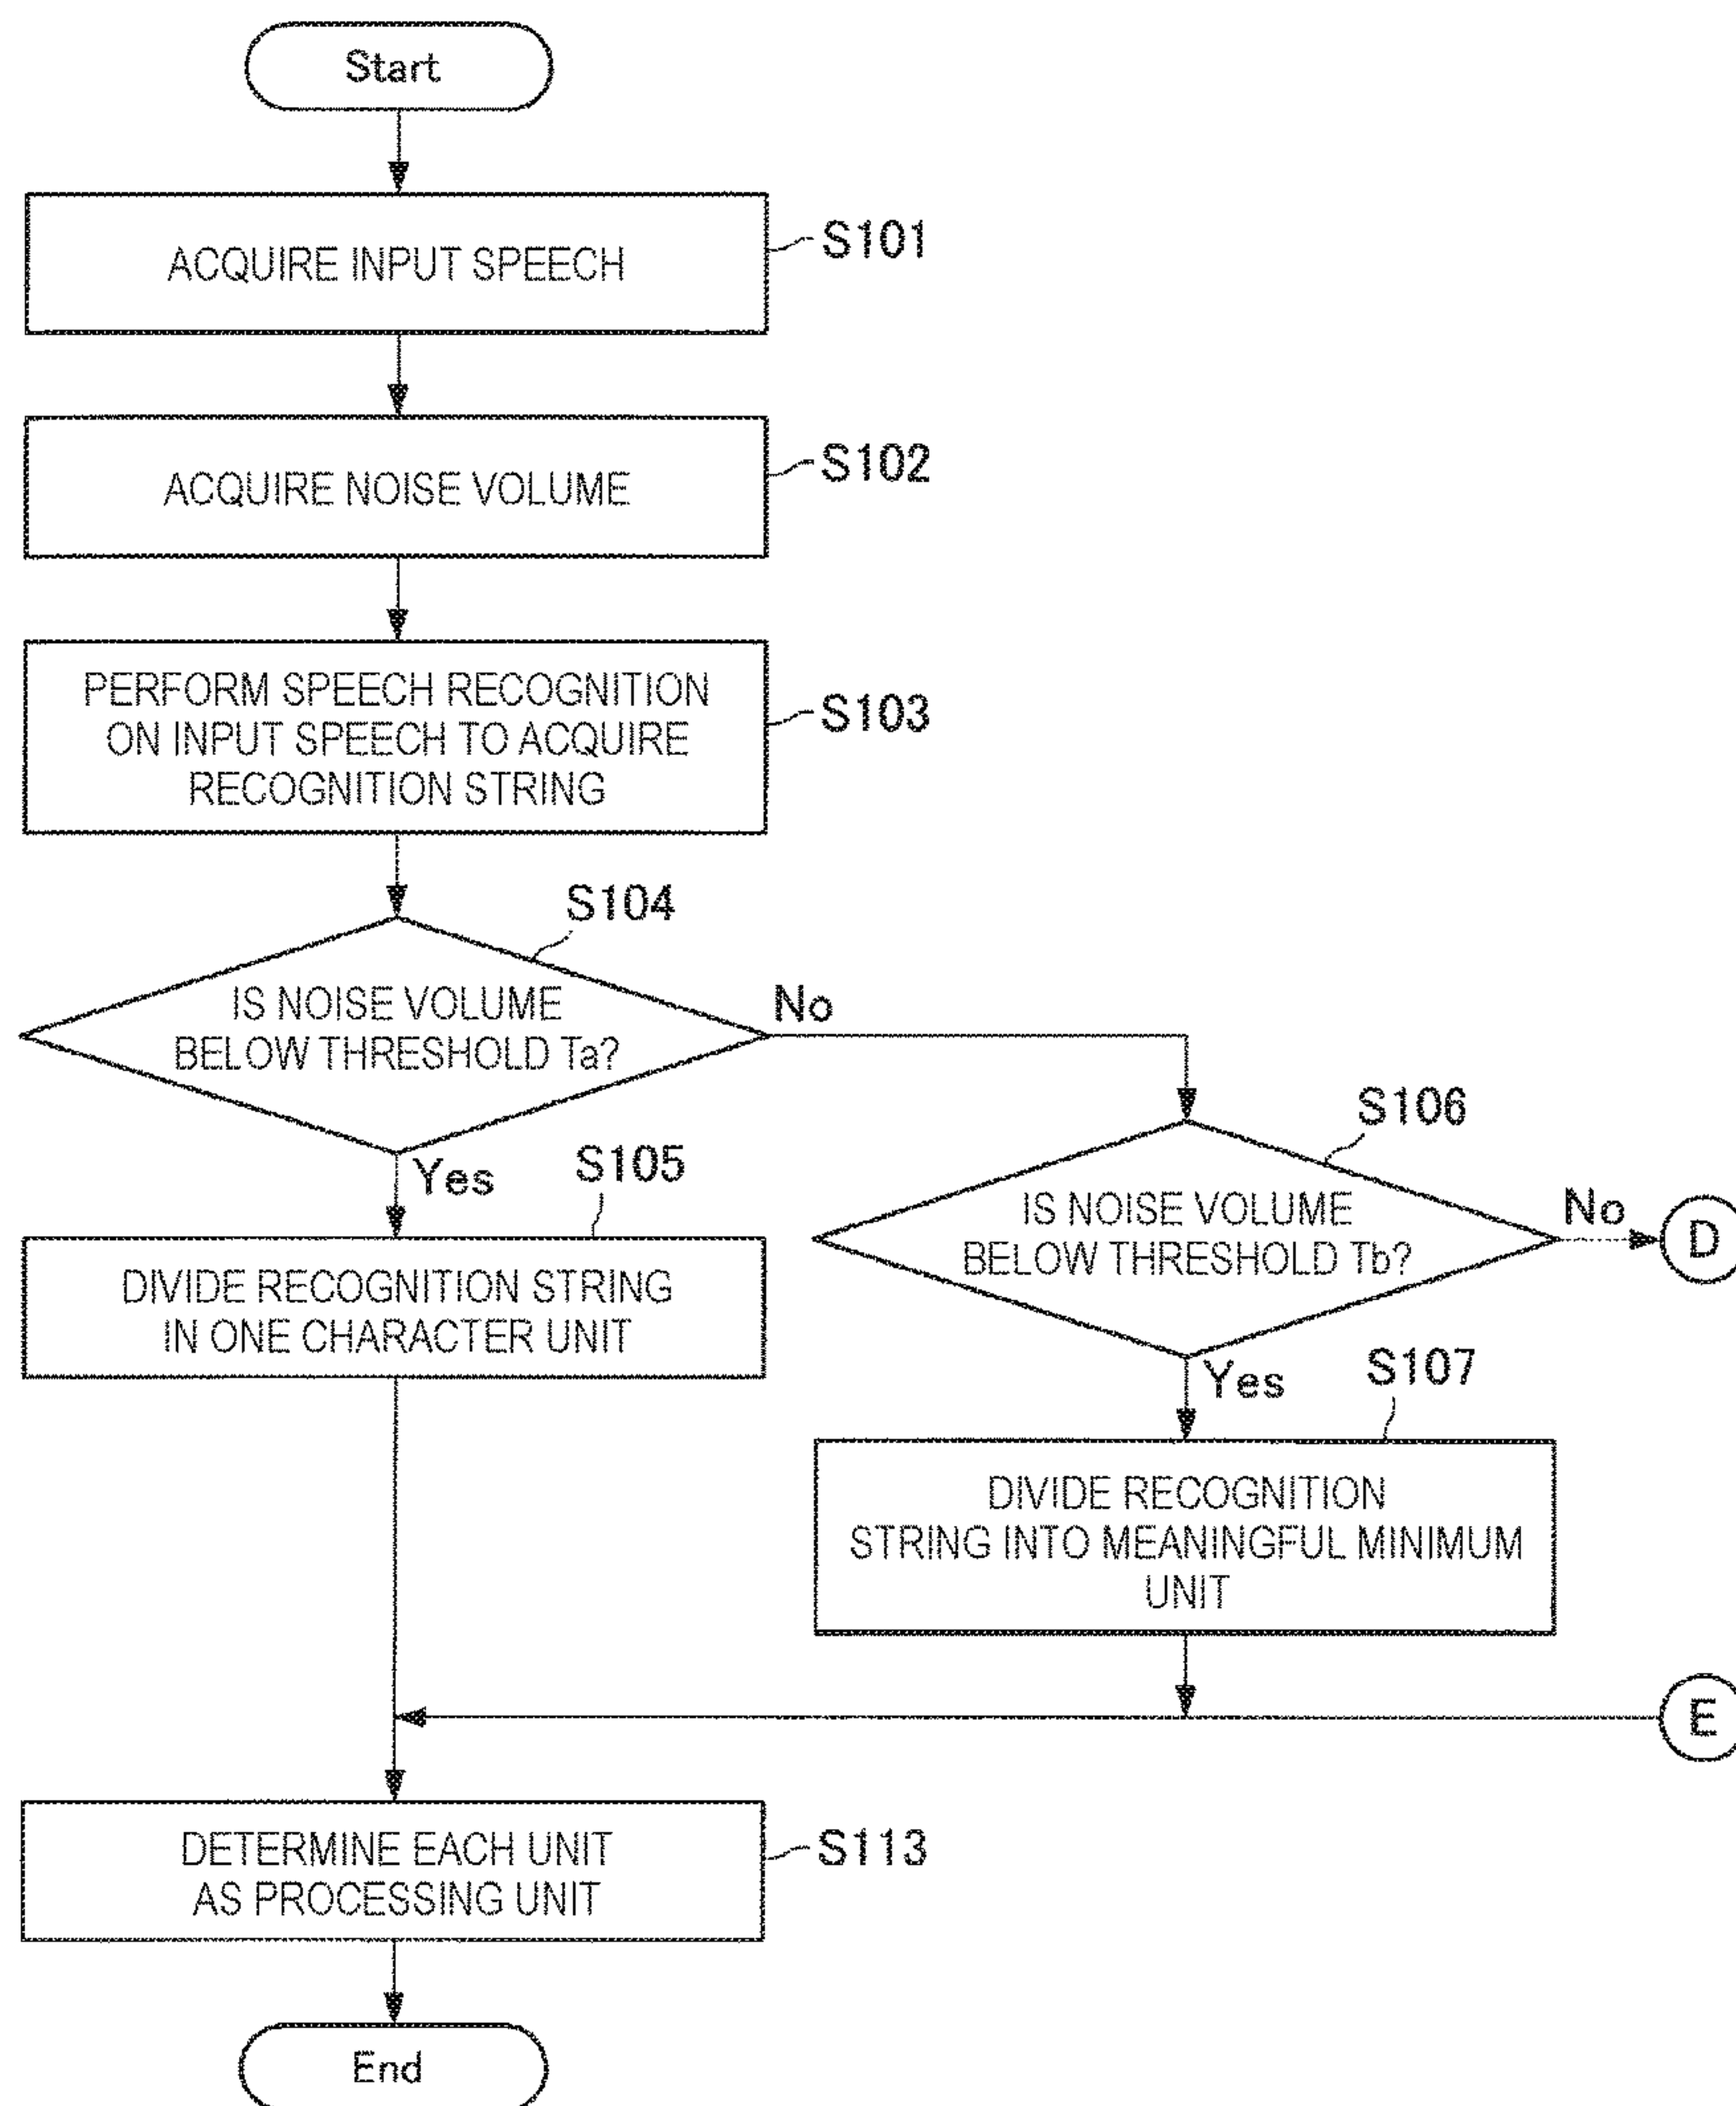 Start
ACQUIRE INPUT SPEECH
S101
ACQUIRE NOISE VOLUME
S102
PERFORM SPEECH RECOGNITION
ON INPUT SPEECH TO ACQUIRE
RECOGNITION STRING
S103
S104
IS NOISE VOLUME
BELOW THRESHOLD Ta?
No
Yes
S105
DIVIDE RECOGNITION STRING
IN ONE CHARACTER UNIT
S106
IS NOISE VOLUME
BELOW THRESHOLD Tb?
No
D
Yes
S107
DIVIDE RECOGNITION
STRING INTO MEANINGFUL MINIMUM
UNIT
E
DETERMINE EACH UNIT
AS PROCESSING UNIT
S113
End